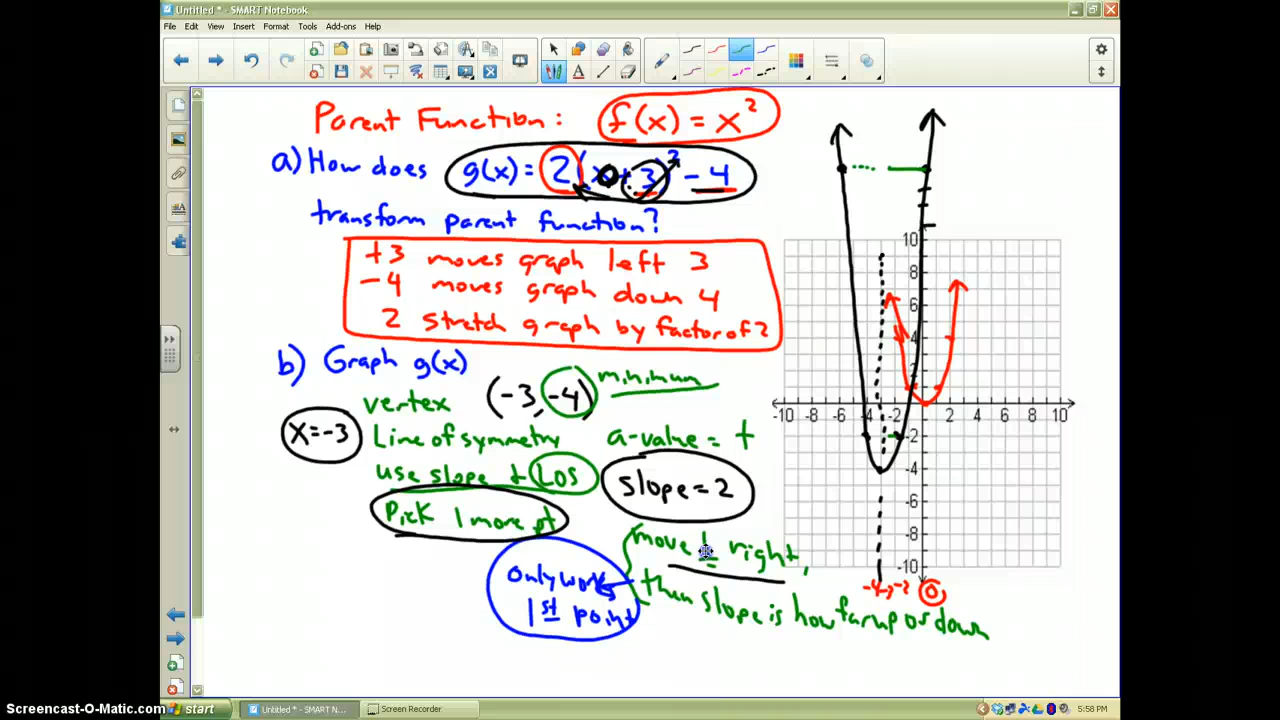 Untitled * - SMART Notebook
File Edit View Insert Format Tools Add-ons Help
Parent Function: f(x) = x²
a) How does g(x) = 2(x + 3)² - 4
transform parent function?
+3 moves graph left 3
-4 moves graph down 4
2 stretch graph by factor of 2
b) Graph g(x)
vertex (-3, -4) minimum
x=-3 Line of symmetry a-value = +
use slope + LOS slope = 2
Pick 1 more pt
move 1 right,
then slope is how far up or down
only work
1st point
10
8
6
4
2
-10 -8 -6 -4 -2 2 4 6 8 10
-2
-4
-6
-8
-10
0
Screencast-O-Matic.com start Untitled * - SMART N... Screen Recorder 5:58 PM